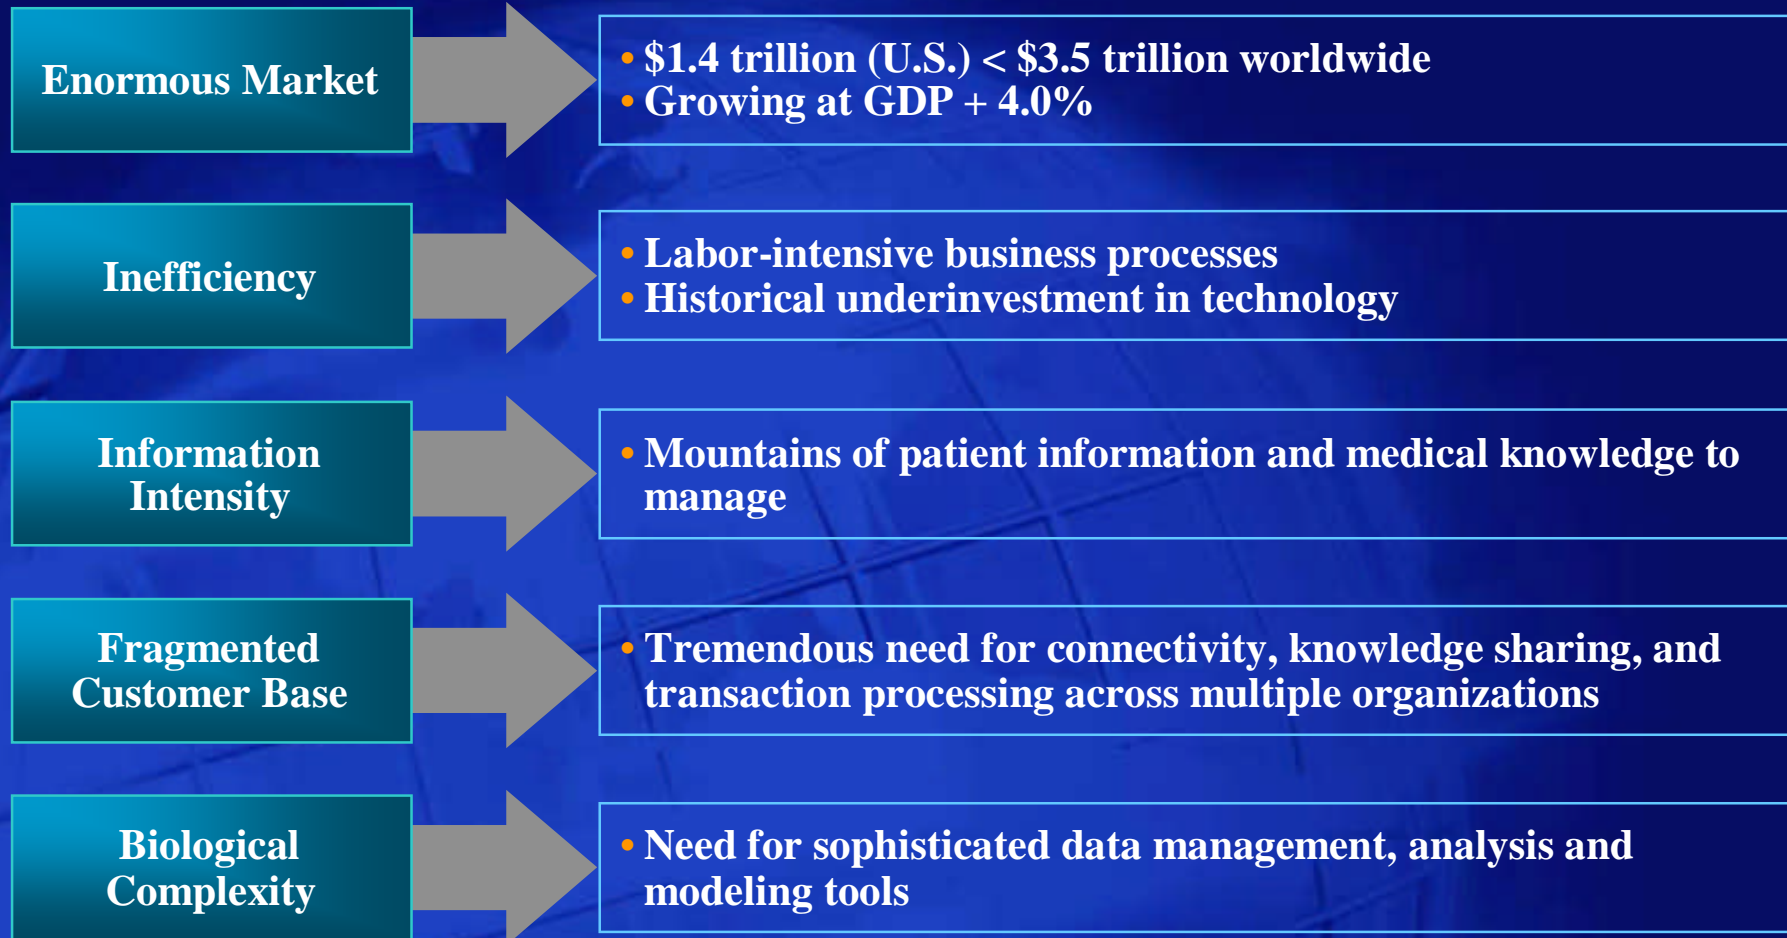 Enormous Market
• $1.4 trillion (U.S.) < $3.5 trillion worldwide
• Growing at GDP + 4.0%
Inefficiency
• Labor-intensive business processes
• Historical underinvestment in technology
Information
Intensity
• Mountains of patient information and medical knowledge to
manage
Fragmented
Customer Base
• Tremendous need for connectivity, knowledge sharing, and
transaction processing across multiple organizations
Biological
Complexity
• Need for sophisticated data management, analysis and
modeling tools